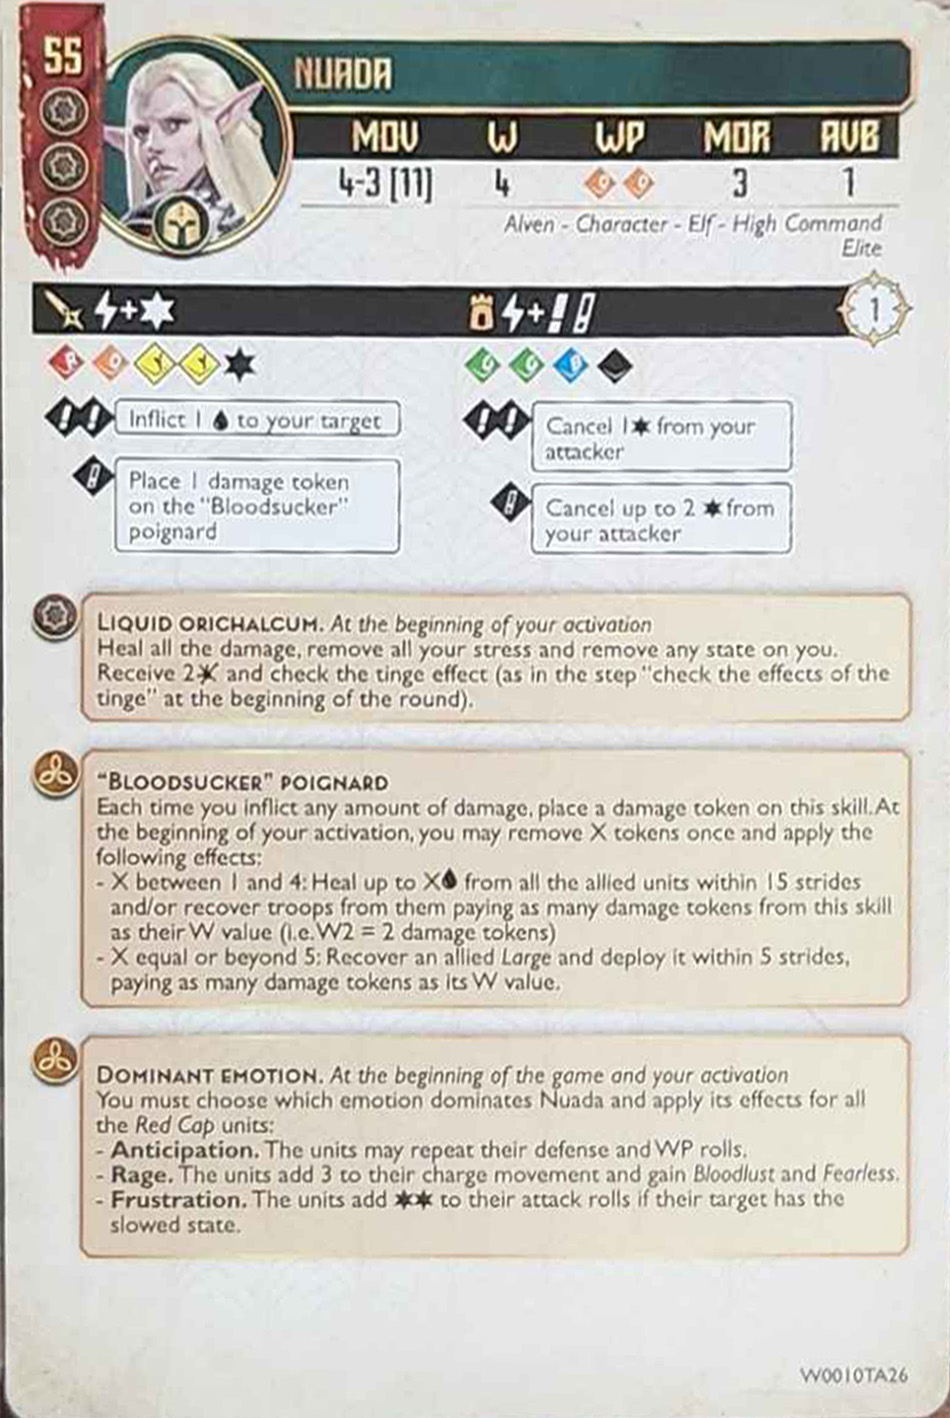 55
NUADA
MOV W WP MOR AVB
4-3 [11] 4 O O 3 1
Alven - Character - Elf - High Command
Elite
+ + ! 1
R O Y Y
G G B
!! Inflict 1 to your target
Place 1 damage token
on the "Bloodsucker"
poignard
!! Cancel 1 from your
attacker
Cancel up to 2 from
your attacker
LIQUID ORICHALCUM. At the beginning of your activation
Heal all the damage, remove all your stress and remove any state on you.
Receive 2 and check the tinge effect (as in the step "check the effects of the
tinge" at the beginning of the round).
"BLOODSUCKER" POIGNARD
Each time you inflict any amount of damage, place a damage token on this skill. At
the beginning of your activation, you may remove X tokens once and apply the
following effects:
- X between 1 and 4: Heal up to X from all the allied units within 15 strides
and/or recover troops from them paying as many damage tokens from this skill
as their W value (i.e. W2 = 2 damage tokens)
- X equal or beyond 5: Recover an allied Large and deploy it within 5 strides,
paying as many damage tokens as its W value.
DOMINANT EMOTION. At the beginning of the game and your activation
You must choose which emotion dominates Nuada and apply its effects for all
the Red Cap units:
- Anticipation. The units may repeat their defense and WP rolls.
- Rage. The units add 3 to their charge movement and gain Bloodlust and Fearless.
- Frustration. The units add to their attack rolls if their target has the
slowed state.
W0010TA26